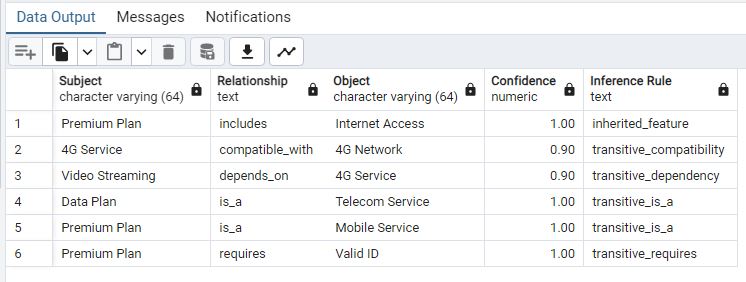 Data Output Messages Notifications
Subject Relationship Object Confidence Inference Rule
character varying (64) text character varying (64) numeric text
1 Premium Plan includes Internet Access 1.00 inherited_feature
2 4G Service compatible_with 4G Network 0.90 transitive_compatibility
3 Video Streaming depends_on 4G Service 0.90 transitive_dependency
4 Data Plan is_a Telecom Service 1.00 transitive_is_a
5 Premium Plan is_a Mobile Service 1.00 transitive_is_a
6 Premium Plan requires Valid ID 1.00 transitive_requires